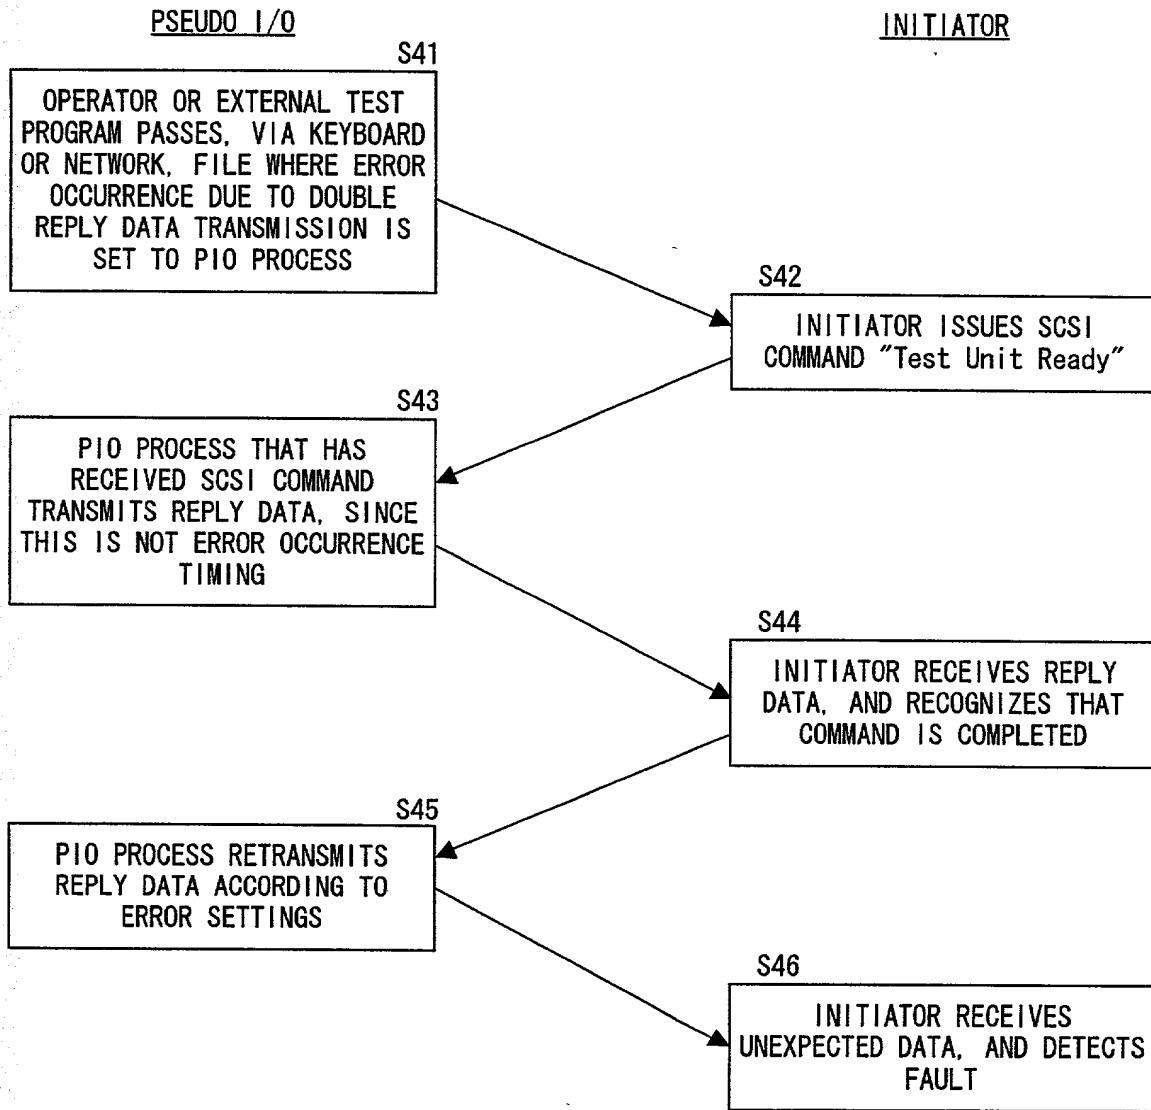 PSEUDO I/O
INITIATOR
S41
OPERATOR OR EXTERNAL TEST
PROGRAM PASSES, VIA KEYBOARD
OR NETWORK, FILE WHERE ERROR
OCCURRENCE DUE TO DOUBLE
REPLY DATA TRANSMISSION IS
SET TO PIO PROCESS
S42
INITIATOR ISSUES SCSI
COMMAND "Test Unit Ready"
S43
PIO PROCESS THAT HAS
RECEIVED SCSI COMMAND
TRANSMITS REPLY DATA, SINCE
THIS IS NOT ERROR OCCURRENCE
TIMING
S44
INITIATOR RECEIVES REPLY
DATA, AND RECOGNIZES THAT
COMMAND IS COMPLETED
S45
PIO PROCESS RETRANSMITS
REPLY DATA ACCORDING TO
ERROR SETTINGS
S46
INITIATOR RECEIVES
UNEXPECTED DATA, AND DETECTS
FAULT